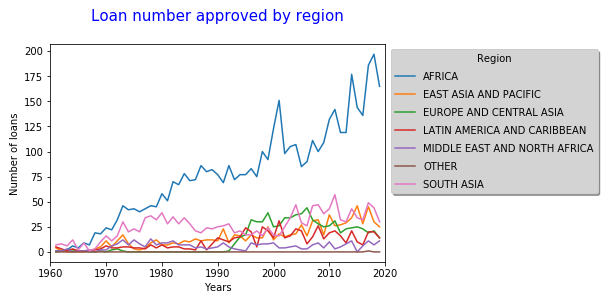 Loan number approved by region
Number of loans
200
175
150
125
100
75
50
25
0
1960
1970
1980
1990
2000
2010
2020
Years
Region
AFRICA
EAST ASIA AND PACIFIC
EUROPE AND CENTRAL ASIA
LATIN AMERICA AND CARIBBEAN
MIDDLE EAST AND NORTH AFRICA
OTHER
SOUTH ASIA